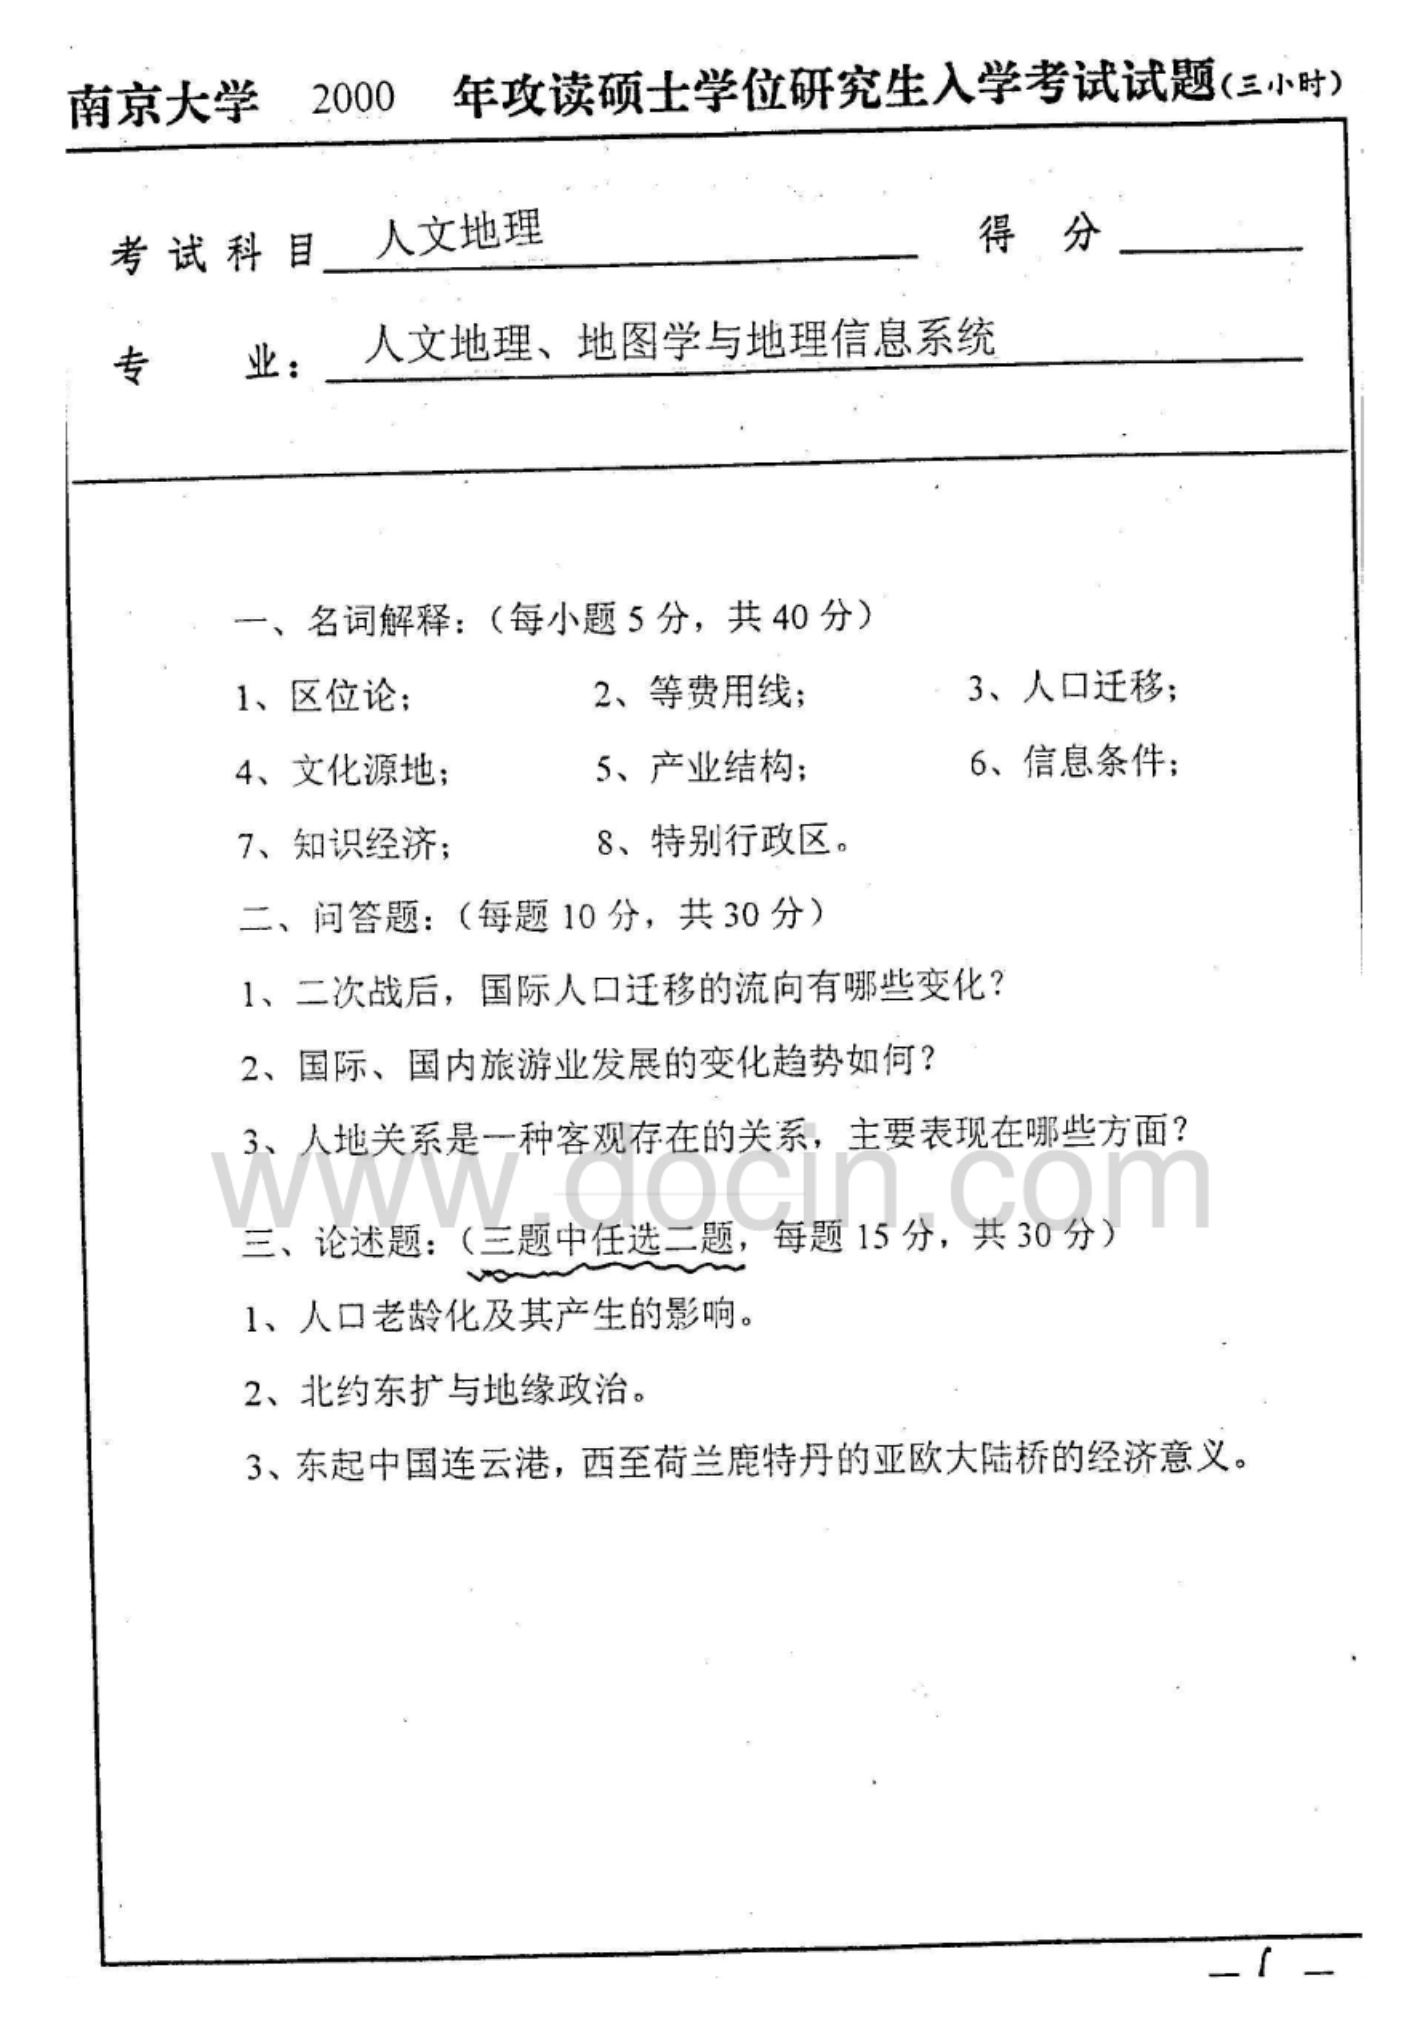 南京大学 2000 年攻读硕士学位研究生入学考试试题(三小时)
考试科目 人文地理 得分
专业: 人文地理、地图学与地理信息系统
一、名词解释:(每小题 5 分，共 40 分)
1、区位论; 2、等费用线; 3、人口迁移;
4、文化源地; 5、产业结构; 6、信息条件;
7、知识经济; 8、特别行政区。
二、问答题:(每题 10 分，共 30 分)
1、二次战后，国际人口迁移的流向有哪些变化?
2、国际、国内旅游业发展的变化趋势如何?
3、人地关系是一种客观存在的关系，主要表现在哪些方面?
www.docin.com
三、论述题:(三题中任选二题，每题 15 分，共 30 分)
1、人口老龄化及其产生的影响。
2、北约东扩与地缘政治。
3、东起中国连云港，西至荷兰鹿特丹的亚欧大陆桥的经济意义。
— 1 —